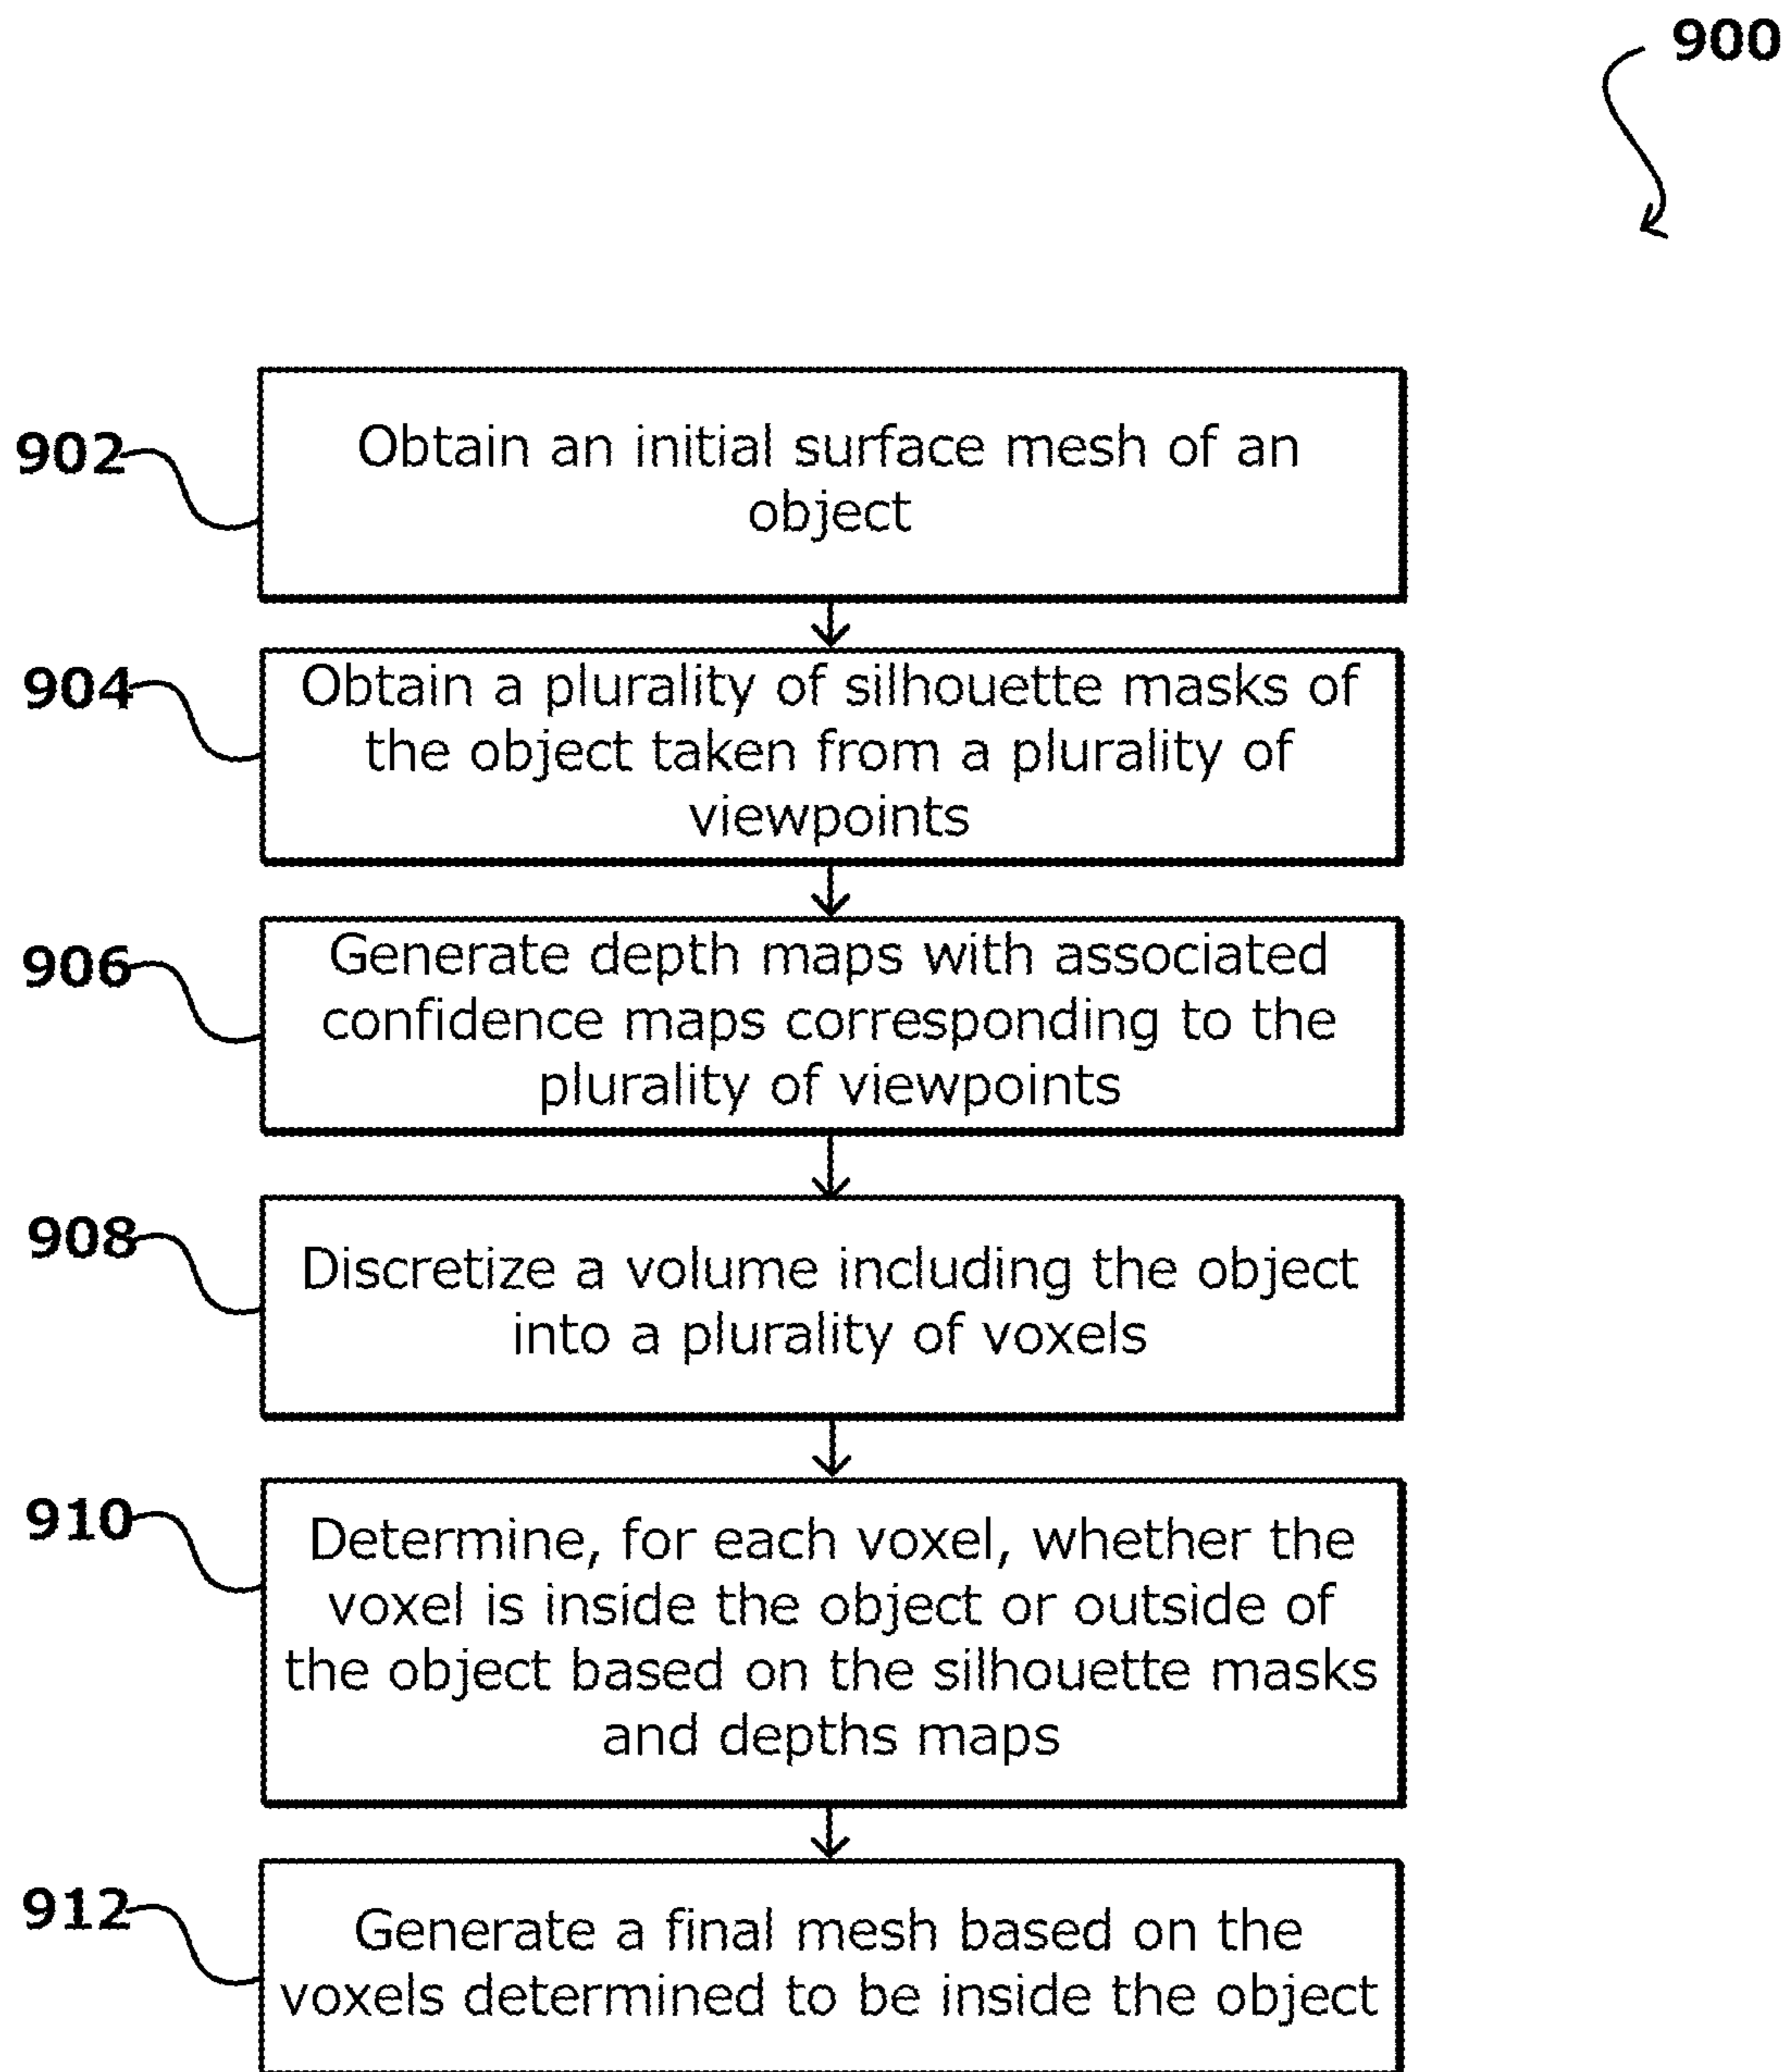 900
902
Obtain an initial surface mesh of an
object
904
Obtain a plurality of silhouette masks of
the object taken from a plurality of
viewpoints
906
Generate depth maps with associated
confidence maps corresponding to the
plurality of viewpoints
908
Discretize a volume including the object
into a plurality of voxels
910
Determine, for each voxel, whether the
voxel is inside the object or outside of
the object based on the silhouette masks
and depths maps
912
Generate a final mesh based on the
voxels determined to be inside the object